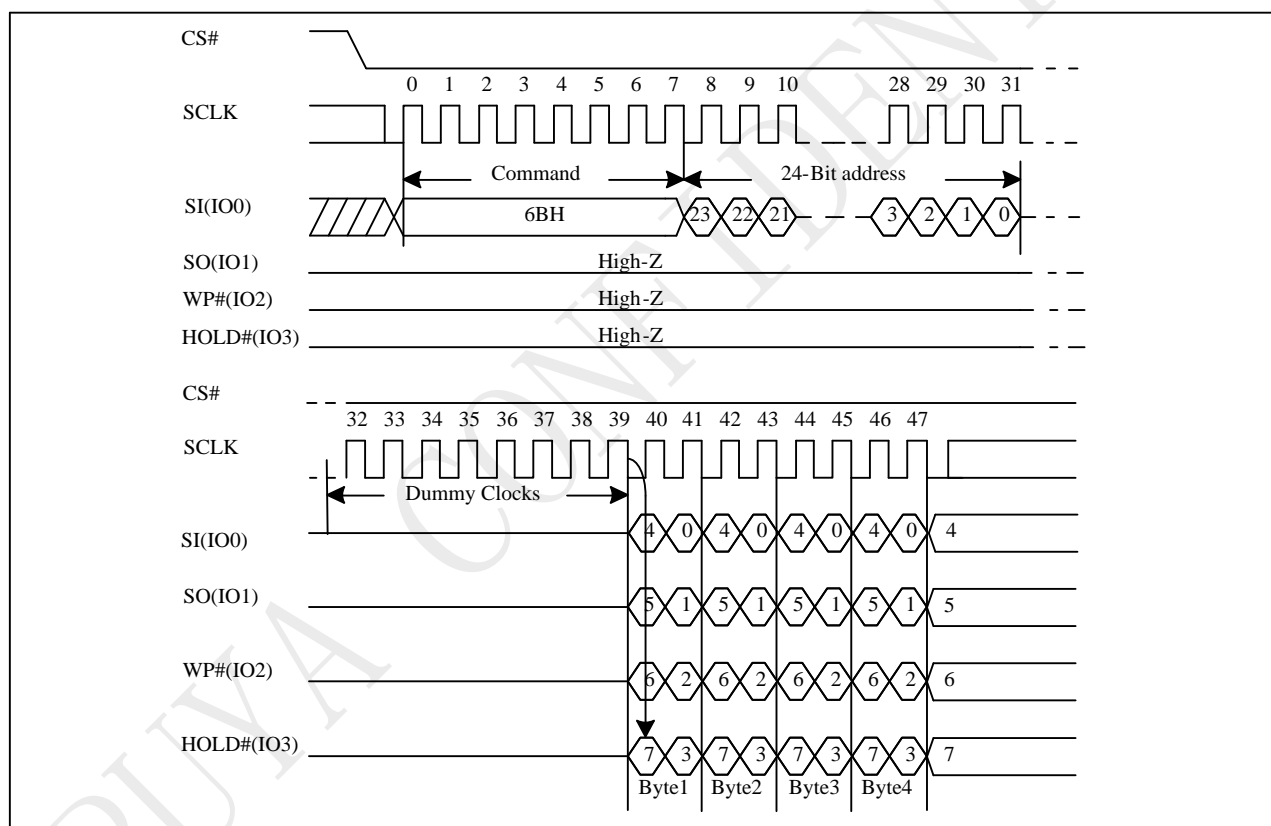 CS#
0 1 2 3 4 5 6 7 8 9 10 28 29 30 31
SCLK
Command 24-Bit address
SI(IO0) 6BH 23 22 21 3 2 1 0
SO(IO1) High-Z
WP#(IO2) High-Z
HOLD#(IO3) High-Z
CS#
32 33 34 35 36 37 38 39 40 41 42 43 44 45 46 47
SCLK
Dummy Clocks
SI(IO0) 4 0 4 0 4 0 4 0 4
SO(IO1) 5 1 5 1 5 1 5 1 5
WP#(IO2) 6 2 6 2 6 2 6 2 6
HOLD#(IO3) 7 3 7 3 7 3 7 3 7
Byte1 Byte2 Byte3 Byte4
PUYA CONFIDENT